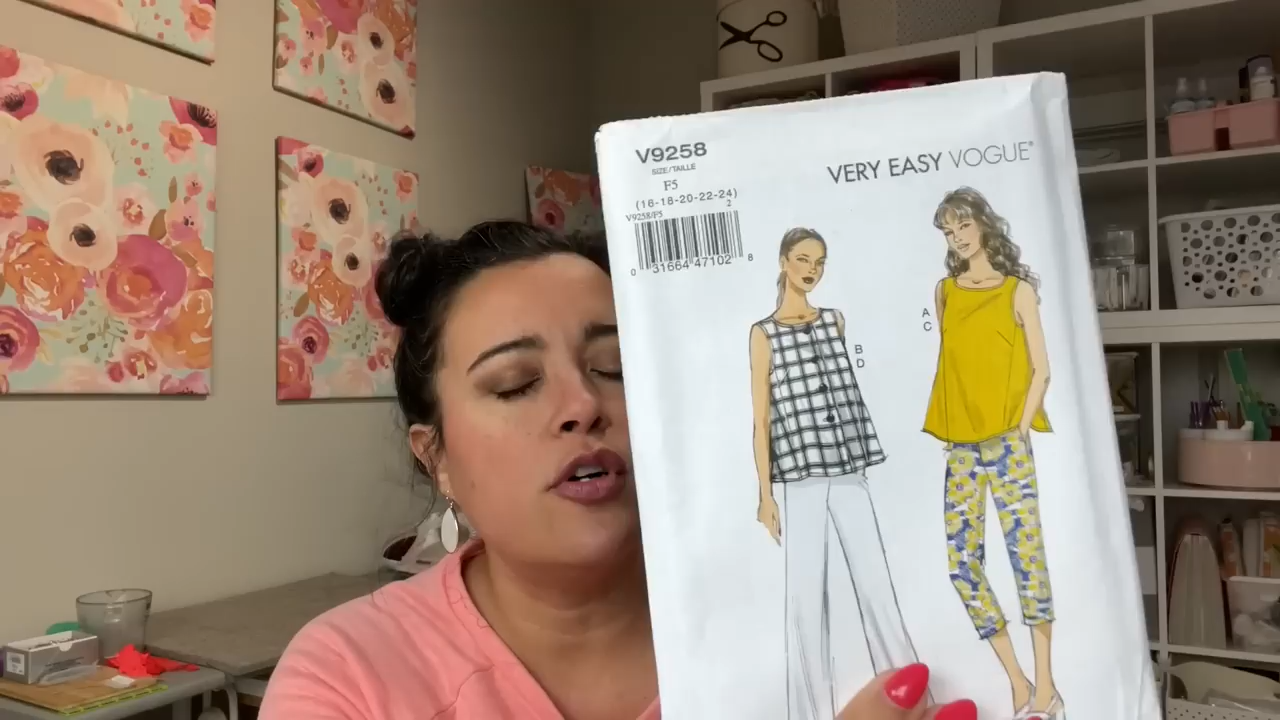 V9258
SIZE/TAILLE
F5
(16-18-20-22-24)
V9258/F5 2
0 31664 47102 8
VERY EASY VOGUE®
A
C
B
D